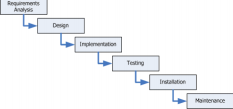 Requirements
Analysis
Design
Implementation
Testing
Installation
Maintenance